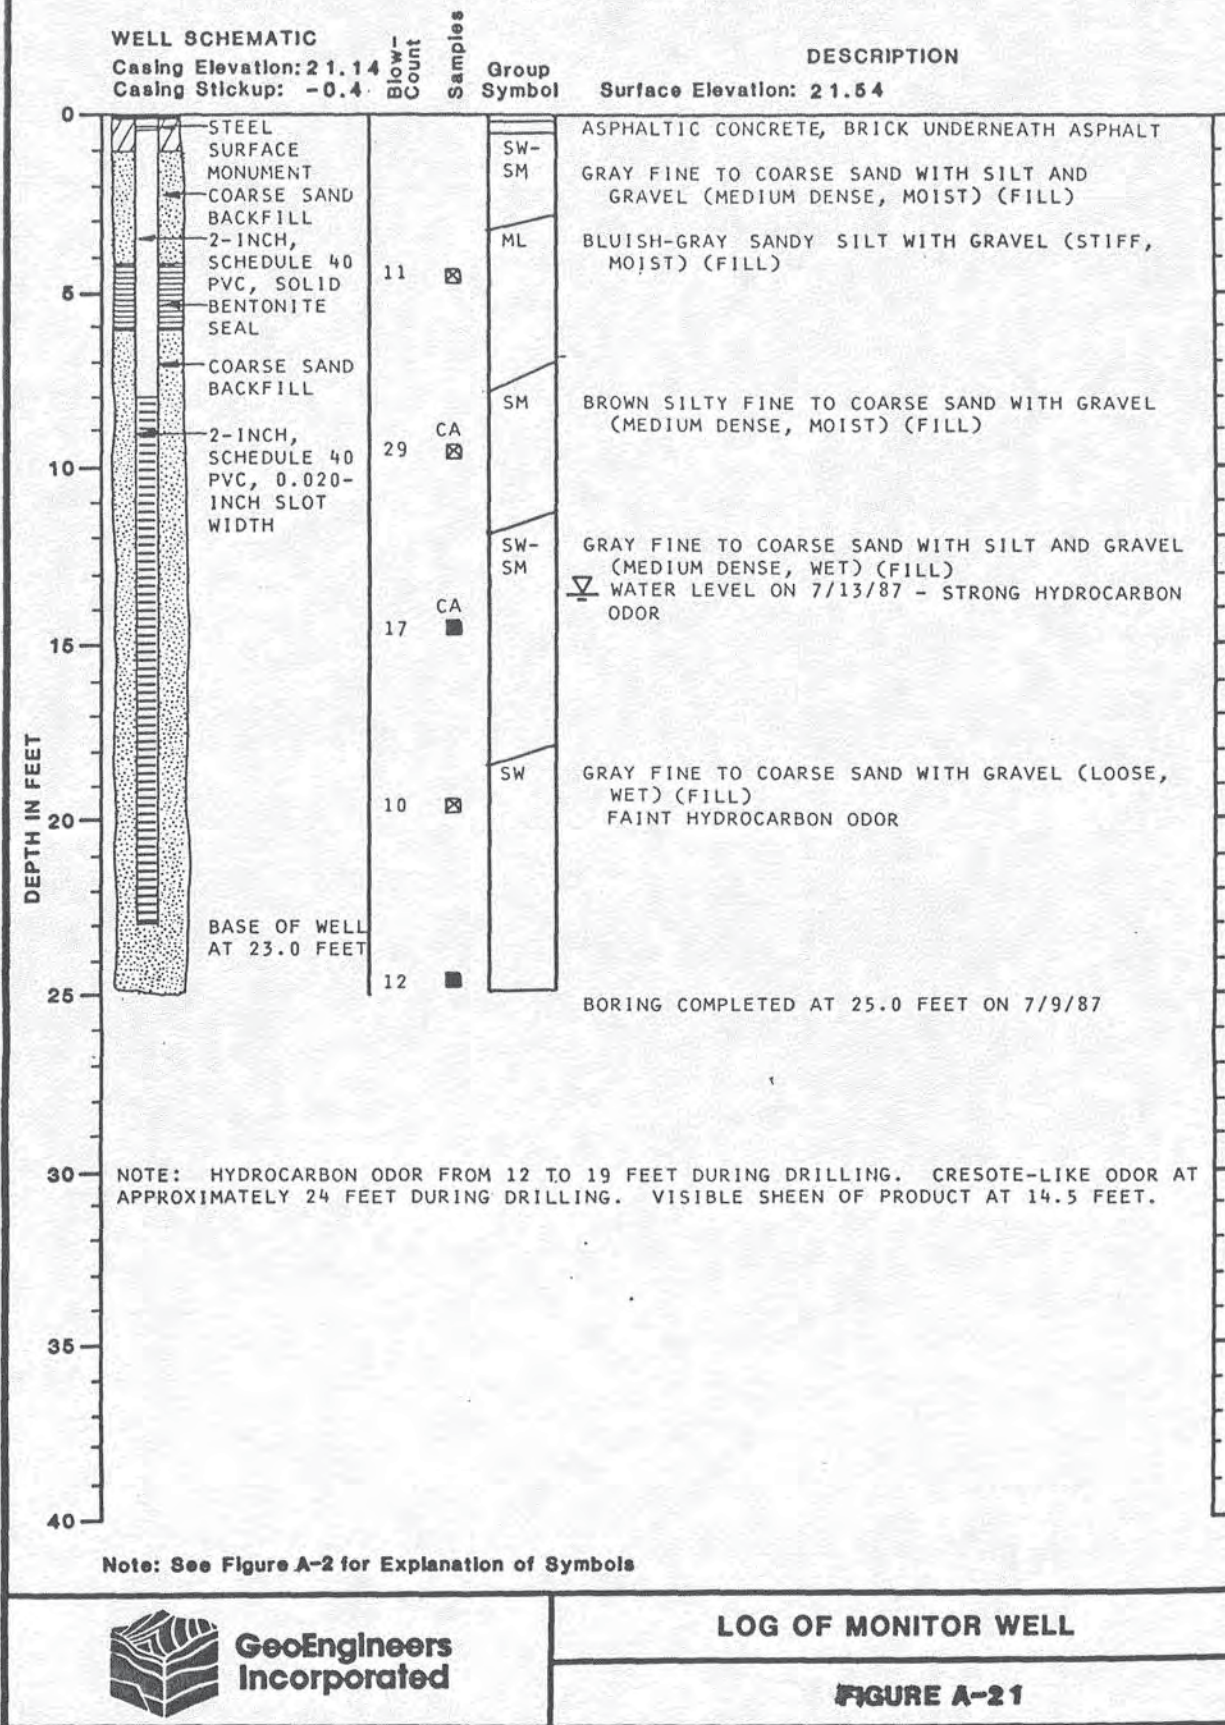 WELL SCHEMATIC
Casing Elevation: 21.14
Casing Stickup: -0.4
Blow-
Count
Samples
Group
Symbol
DESCRIPTION
Surface Elevation: 21.54
0
5
10
15
20
25
30
35
40
DEPTH IN FEET
STEEL
SURFACE
MONUMENT
COARSE SAND
BACKFILL
2-INCH,
SCHEDULE 40
PVC, SOLID
BENTONITE
SEAL
COARSE SAND
BACKFILL
2-INCH,
SCHEDULE 40
PVC, 0.020-
INCH SLOT
WIDTH
BASE OF WELL
AT 23.0 FEET
11
29
17
10
12
CA
CA
SW-
SM
ML
SM
SW-
SM
SW
ASPHALTIC CONCRETE, BRICK UNDERNEATH ASPHALT
GRAY FINE TO COARSE SAND WITH SILT AND
GRAVEL (MEDIUM DENSE, MOIST) (FILL)
BLUISH-GRAY SANDY SILT WITH GRAVEL (STIFF,
MOIST) (FILL)
BROWN SILTY FINE TO COARSE SAND WITH GRAVEL
(MEDIUM DENSE, MOIST) (FILL)
GRAY FINE TO COARSE SAND WITH SILT AND GRAVEL
(MEDIUM DENSE, WET) (FILL)
WATER LEVEL ON 7/13/87 - STRONG HYDROCARBON
ODOR
GRAY FINE TO COARSE SAND WITH GRAVEL (LOOSE,
WET) (FILL)
FAINT HYDROCARBON ODOR
BORING COMPLETED AT 25.0 FEET ON 7/9/87
NOTE: HYDROCARBON ODOR FROM 12 TO 19 FEET DURING DRILLING. CRESOTE-LIKE ODOR AT
APPROXIMATELY 24 FEET DURING DRILLING. VISIBLE SHEEN OF PRODUCT AT 14.5 FEET.
Note: See Figure A-2 for Explanation of Symbols
GeoEngineers
Incorporated
LOG OF MONITOR WELL
FIGURE A-21